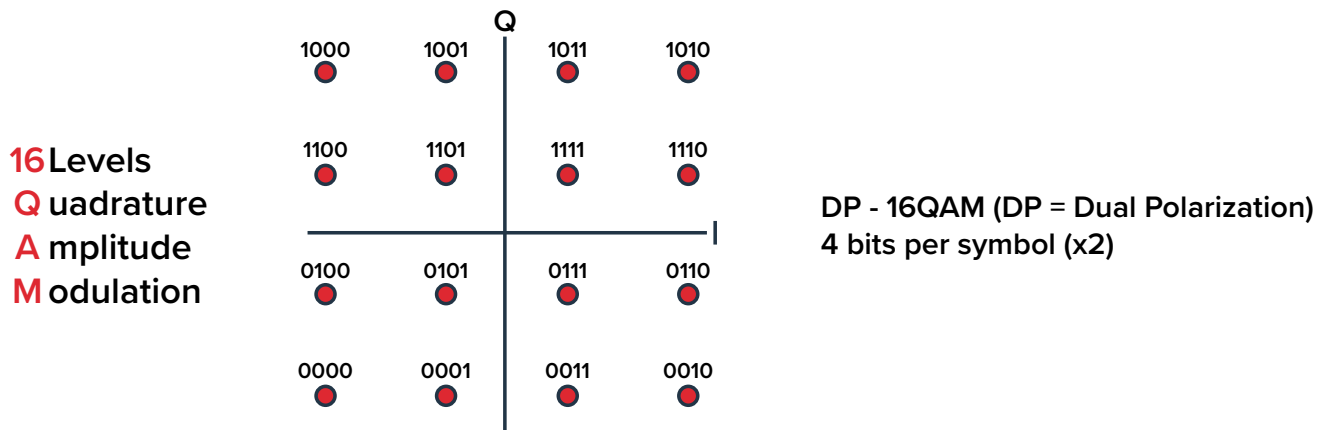 Q
1000 1001 1011 1010
1100 1101 1111 1110
16 Levels
Q uadrature
A mplitude
M odulation
I
DP - 16QAM (DP = Dual Polarization)
4 bits per symbol (x2)
0100 0101 0111 0110
0000 0001 0011 0010